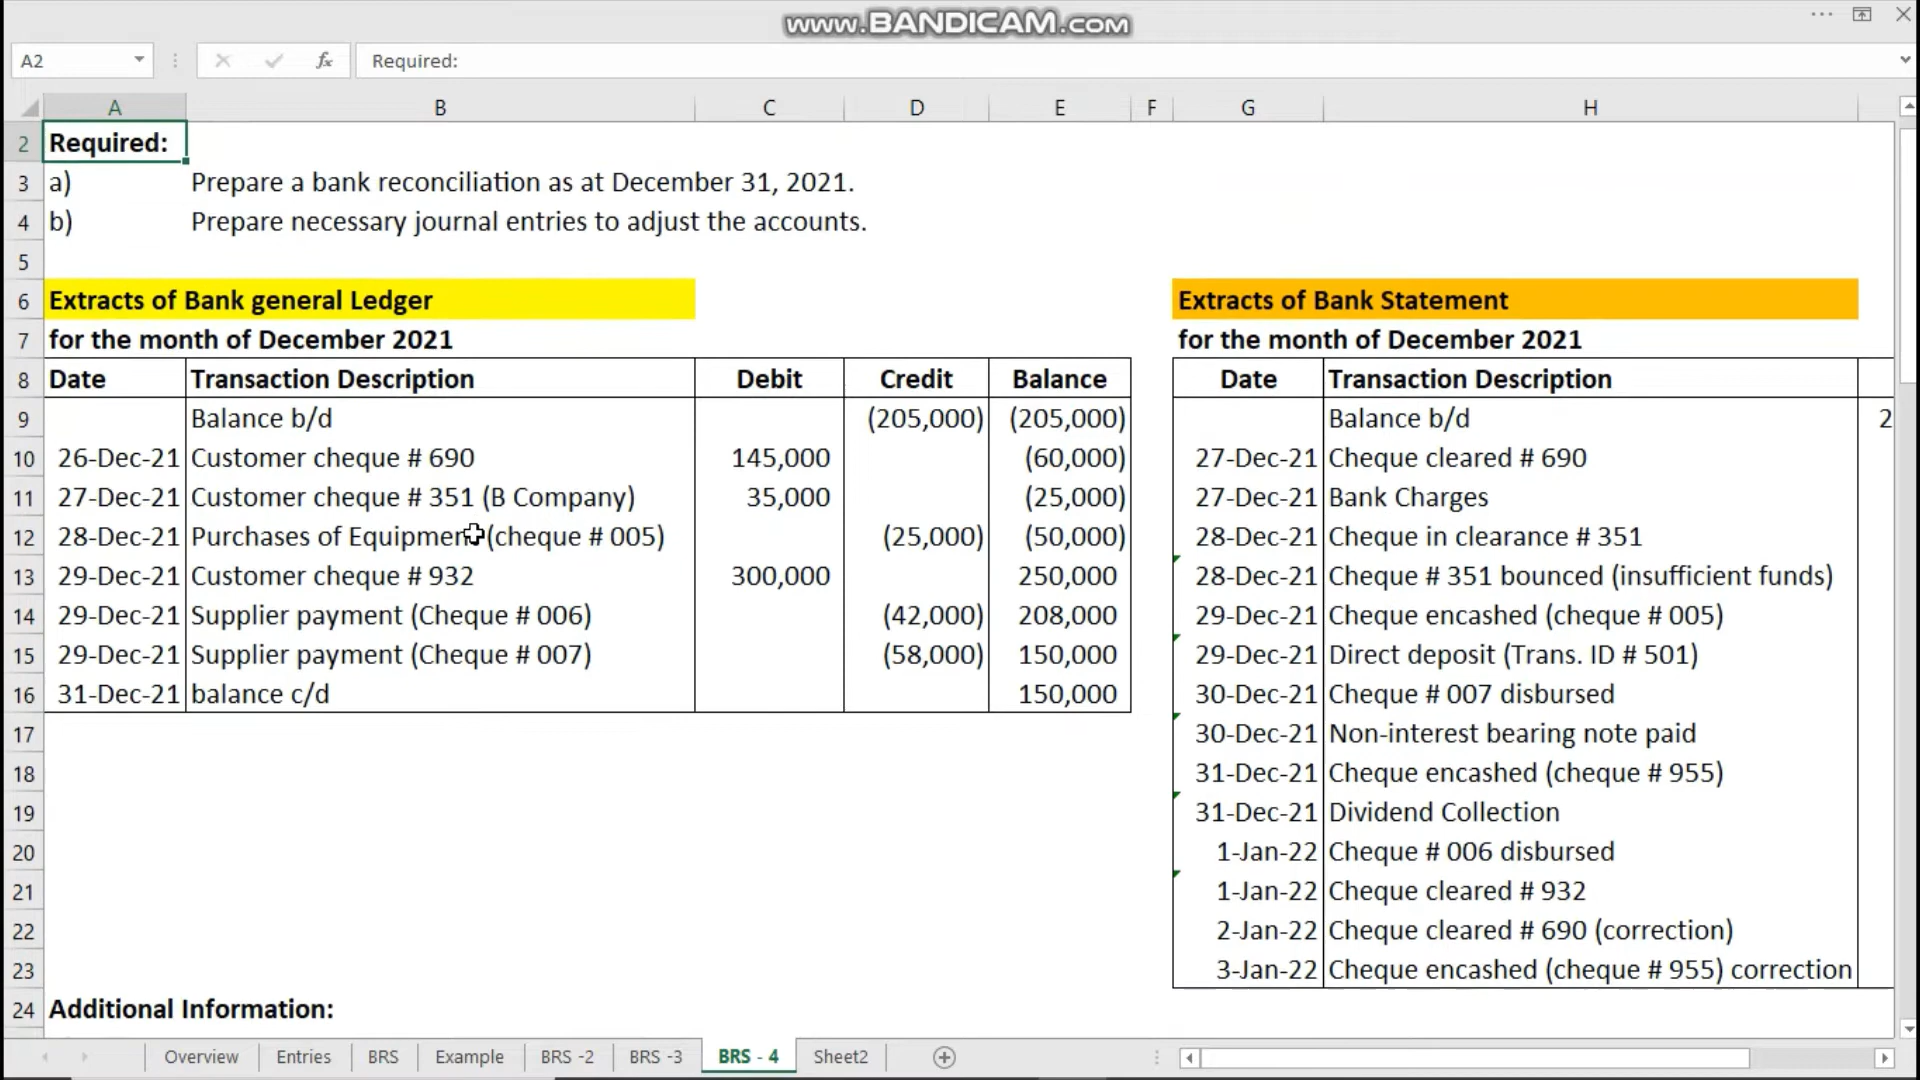 www.BANDICAM.com
A2
fx
Required:
A B C D E F G H
2 Required:
3 a) Prepare a bank reconciliation as at December 31, 2021.
4 b) Prepare necessary journal entries to adjust the accounts.
5
6 Extracts of Bank general Ledger Extracts of Bank Statement
7 for the month of December 2021 for the month of December 2021
8 Date Transaction Description Debit Credit Balance Date Transaction Description
9 Balance b/d (205,000) (205,000) Balance b/d 2
10 26-Dec-21 Customer cheque # 690 145,000 (60,000) 27-Dec-21 Cheque cleared # 690
11 27-Dec-21 Customer cheque # 351 (B Company) 35,000 (25,000) 27-Dec-21 Bank Charges
12 28-Dec-21 Purchases of Equipment (cheque # 005) (25,000) (50,000) 28-Dec-21 Cheque in clearance # 351
13 29-Dec-21 Customer cheque # 932 300,000 250,000 28-Dec-21 Cheque # 351 bounced (insufficient funds)
14 29-Dec-21 Supplier payment (Cheque # 006) (42,000) 208,000 29-Dec-21 Cheque encashed (cheque # 005)
15 29-Dec-21 Supplier payment (Cheque # 007) (58,000) 150,000 29-Dec-21 Direct deposit (Trans. ID # 501)
16 31-Dec-21 balance c/d 150,000 30-Dec-21 Cheque # 007 disbursed
17 30-Dec-21 Non-interest bearing note paid
18 31-Dec-21 Cheque encashed (cheque # 955)
19 31-Dec-21 Dividend Collection
20 1-Jan-22 Cheque # 006 disbursed
21 1-Jan-22 Cheque cleared # 932
22 2-Jan-22 Cheque cleared # 690 (correction)
23 3-Jan-22 Cheque encashed (cheque # 955) correction
24 Additional Information:
Overview Entries BRS Example BRS -2 BRS -3 BRS - 4 Sheet2